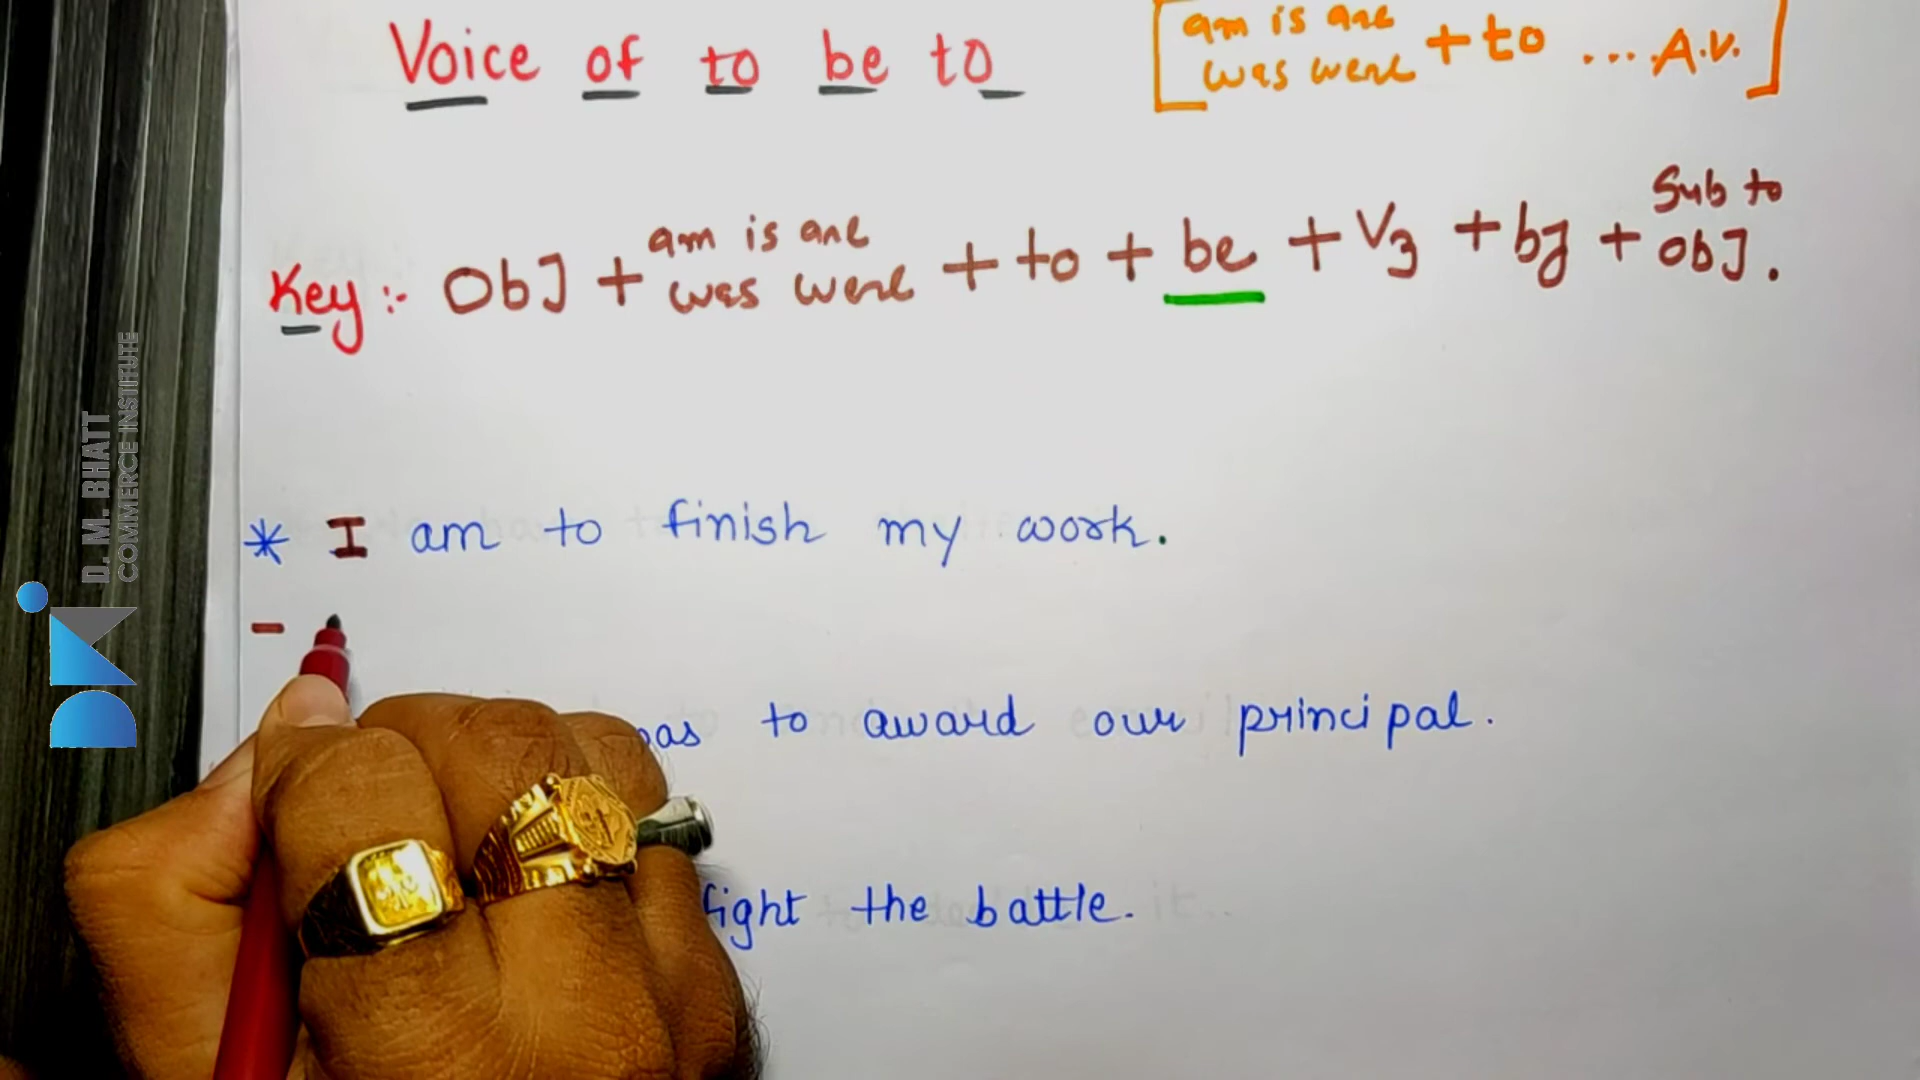 Voice of to be to
[am is are
was were + to ... A.V.]
Key :- ObJ + am is are
was were + to + be + V3 + by + Sub to
obJ.
* I am to finish my work.
-
to award our principal.
fight the battle.
D. M. BHATT
COMMERCE INSTITUTE